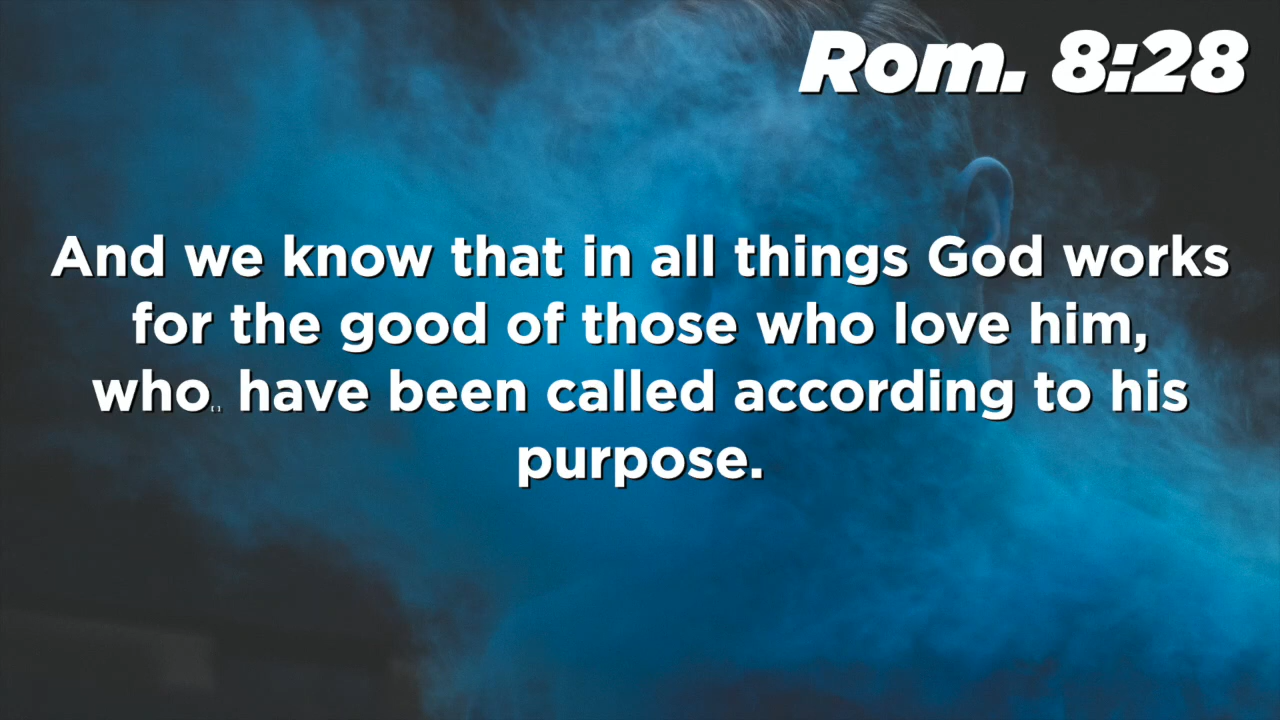 Rom. 8:28
And we know that in all things God works
for the good of those who love him,
who[ ] have been called according to his
purpose.